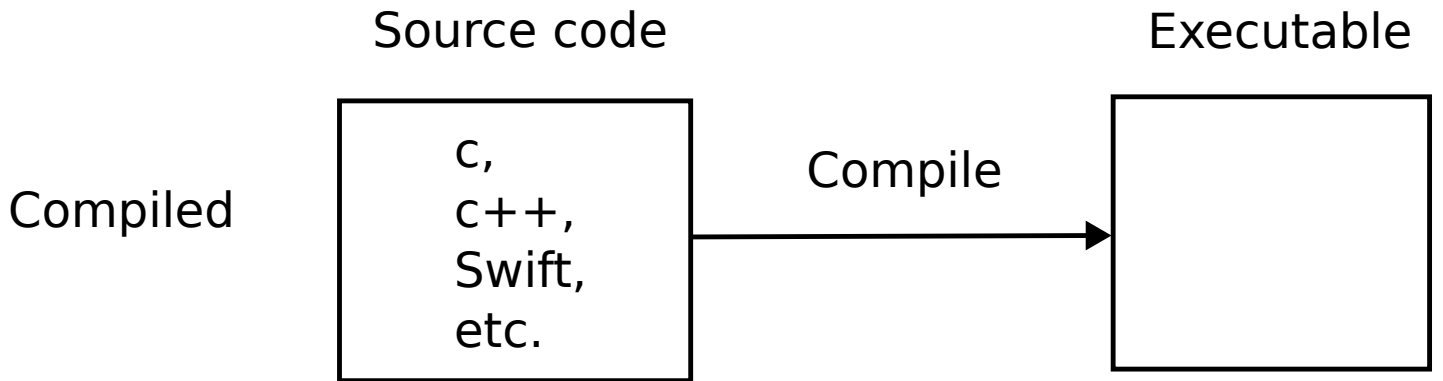 Source code
Executable
Compiled
c,
c++,
Swift,
etc.
Compile